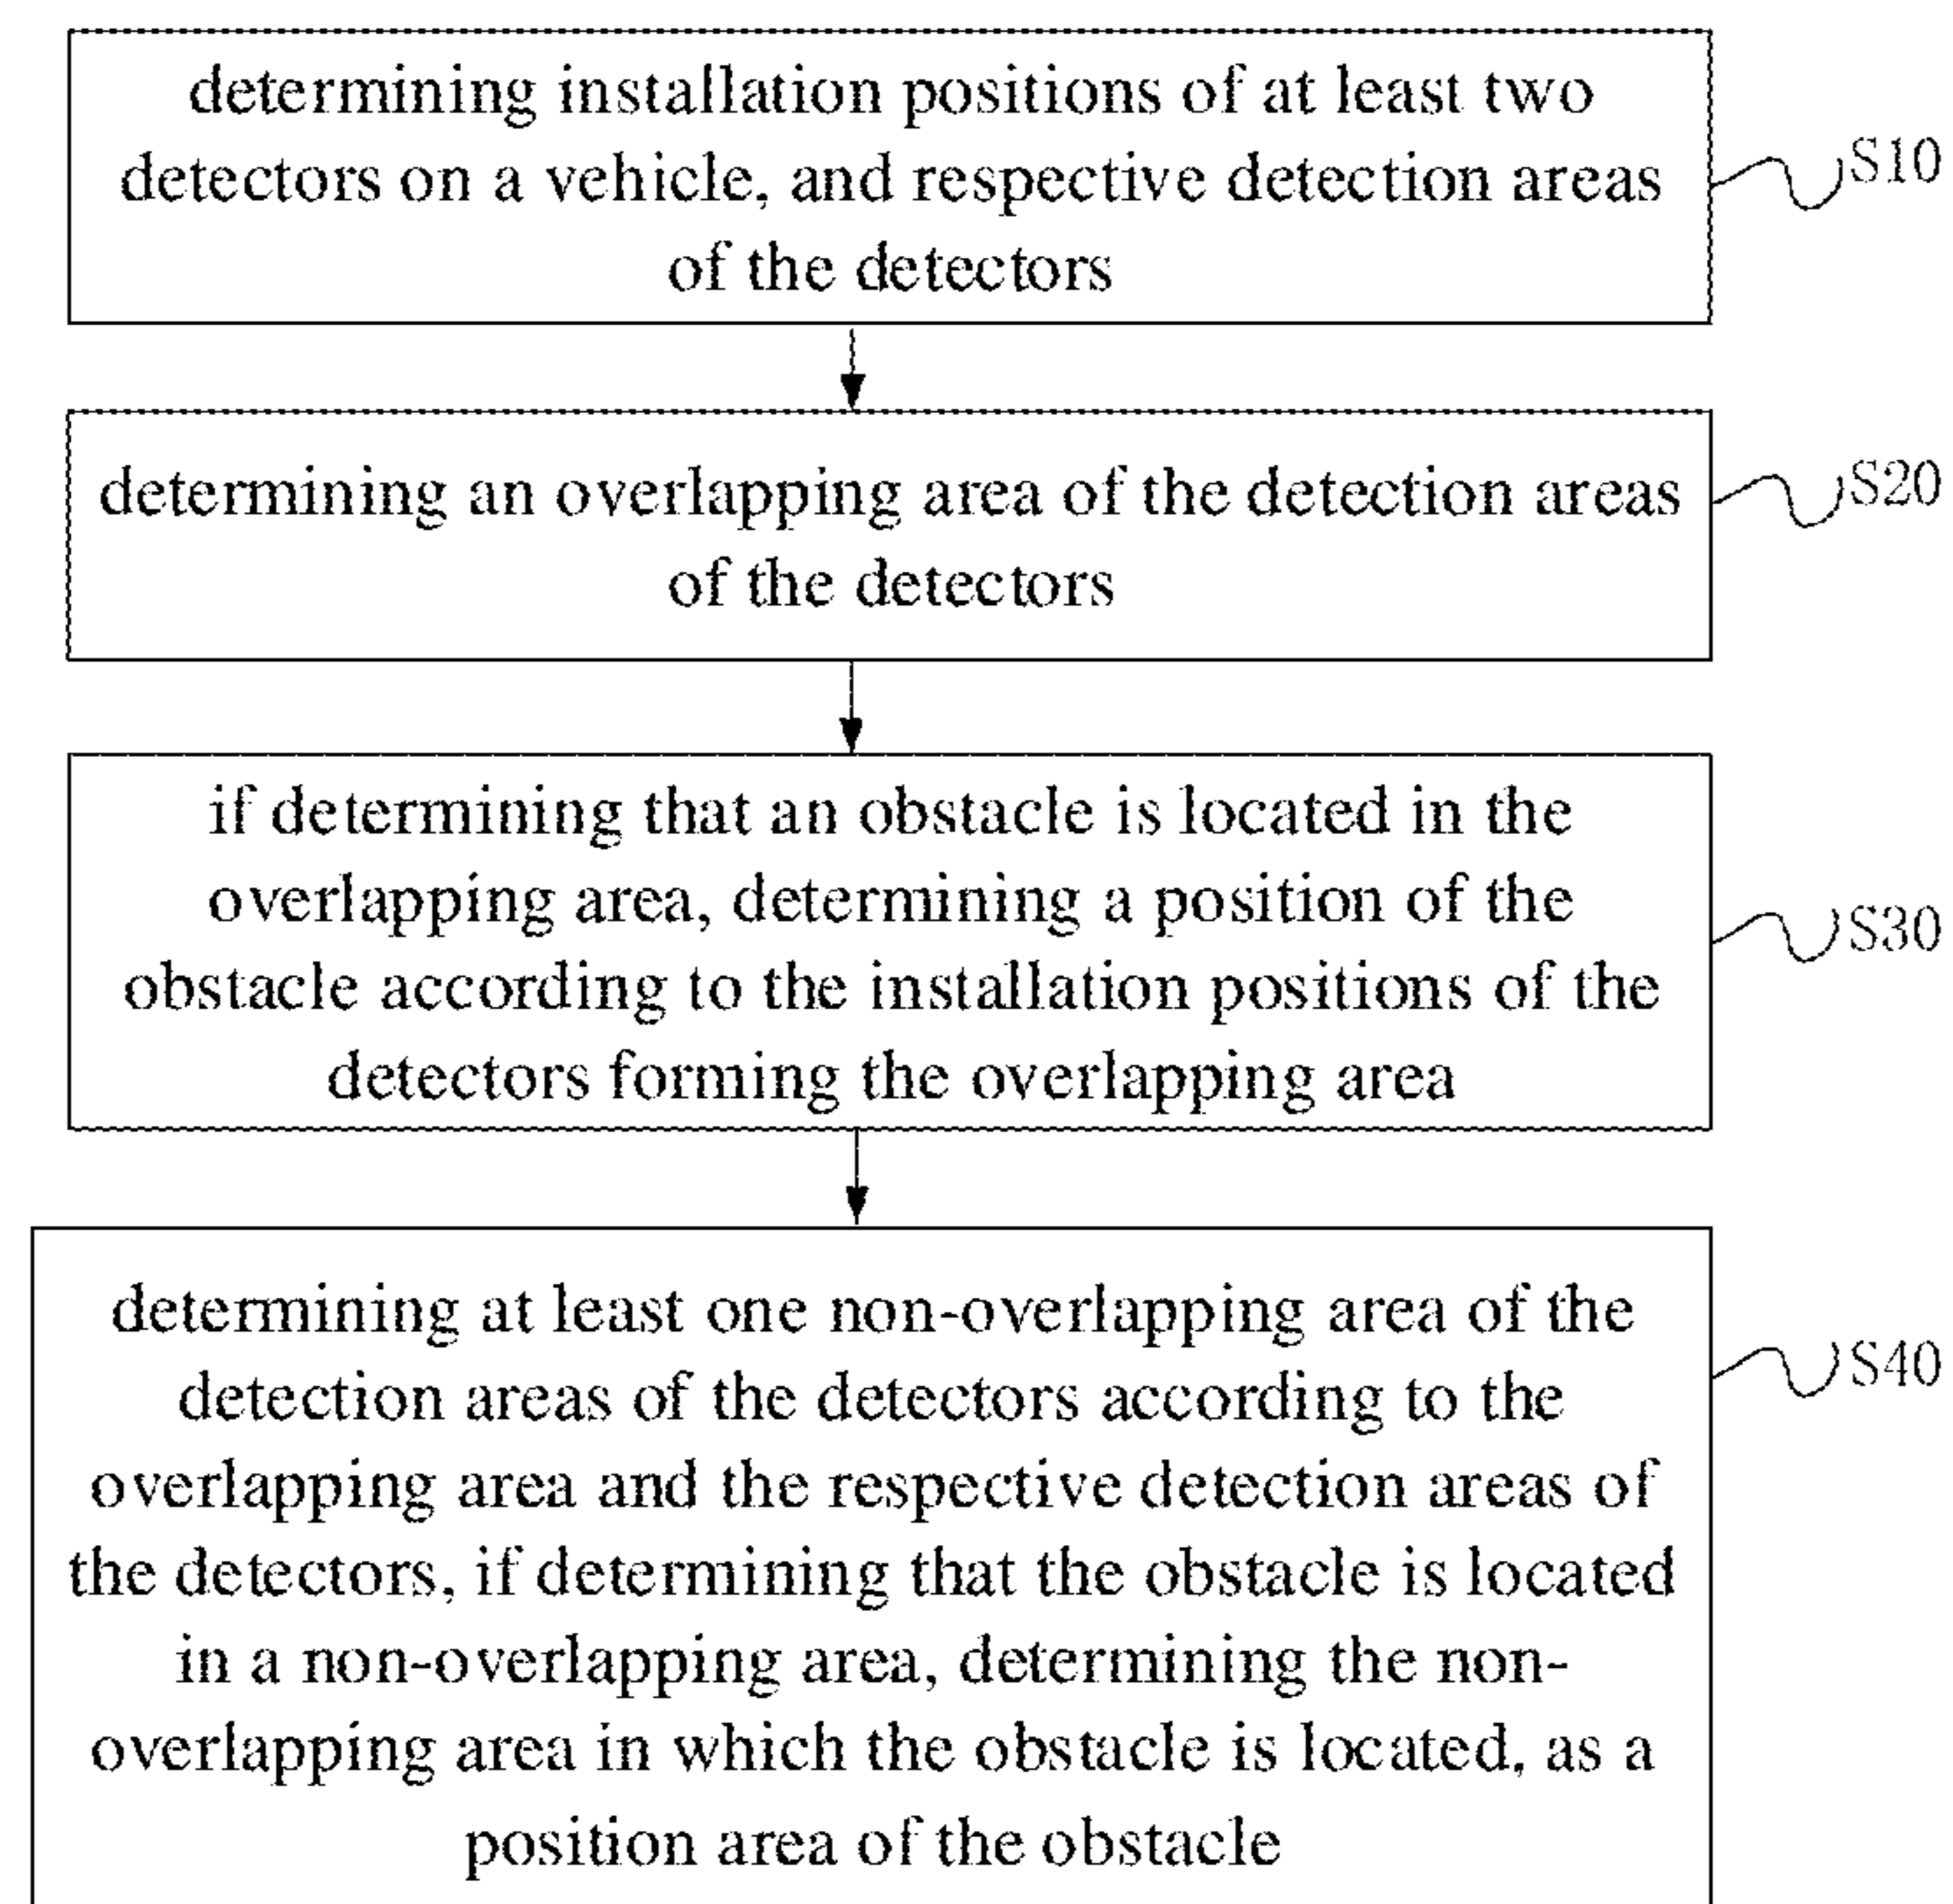 determining installation positions of at least two
detectors on a vehicle, and respective detection areas
of the detectors
S10
determining an overlapping area of the detection areas
of the detectors
S20
if determining that an obstacle is located in the
overlapping area, determining a position of the
obstacle according to the installation positions of the
detectors forming the overlapping area
S30
determining at least one non-overlapping area of the
detection areas of the detectors according to the
overlapping area and the respective detection areas of
the detectors, if determining that the obstacle is located
in a non-overlapping area, determining the non-
overlapping area in which the obstacle is located, as a
position area of the obstacle
S40